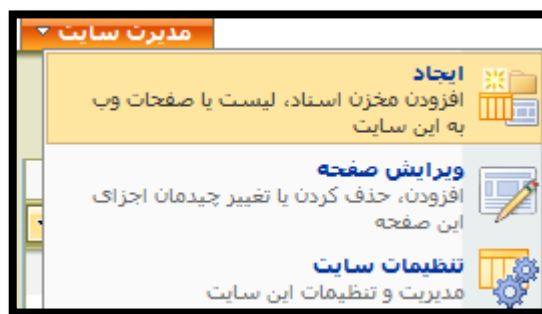 مدیرت سایت
ایجاد
افزودن مخزن اسناد، لیست یا صفحات وب
به این سایت
ویرایش صفحه
افزودن، حذف کردن یا تغییر چیدمان اجزای
این صفحه
تنظیمات سایت
مدیریت و تنظیمات این سایت